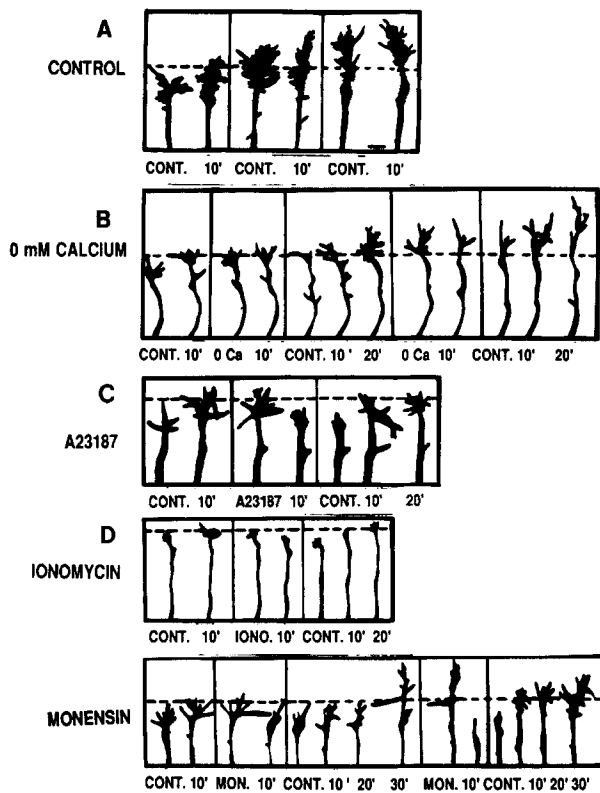 A
CONTROL
CONT. 10' CONT. 10' CONT. 10'
B
0 mM CALCIUM
CONT. 10' 0 Ca 10' CONT. 10' 20' 0 Ca 10' CONT. 10' 20'
C
A23187
CONT. 10' A23187 10' CONT. 10' 20'
D
IONOMYCIN
CONT. 10' IONO. 10' CONT. 10' 20'
MONENSIN
CONT. 10' MON. 10' CONT. 10' 20' 30' MON. 10' CONT. 10' 20' 30'